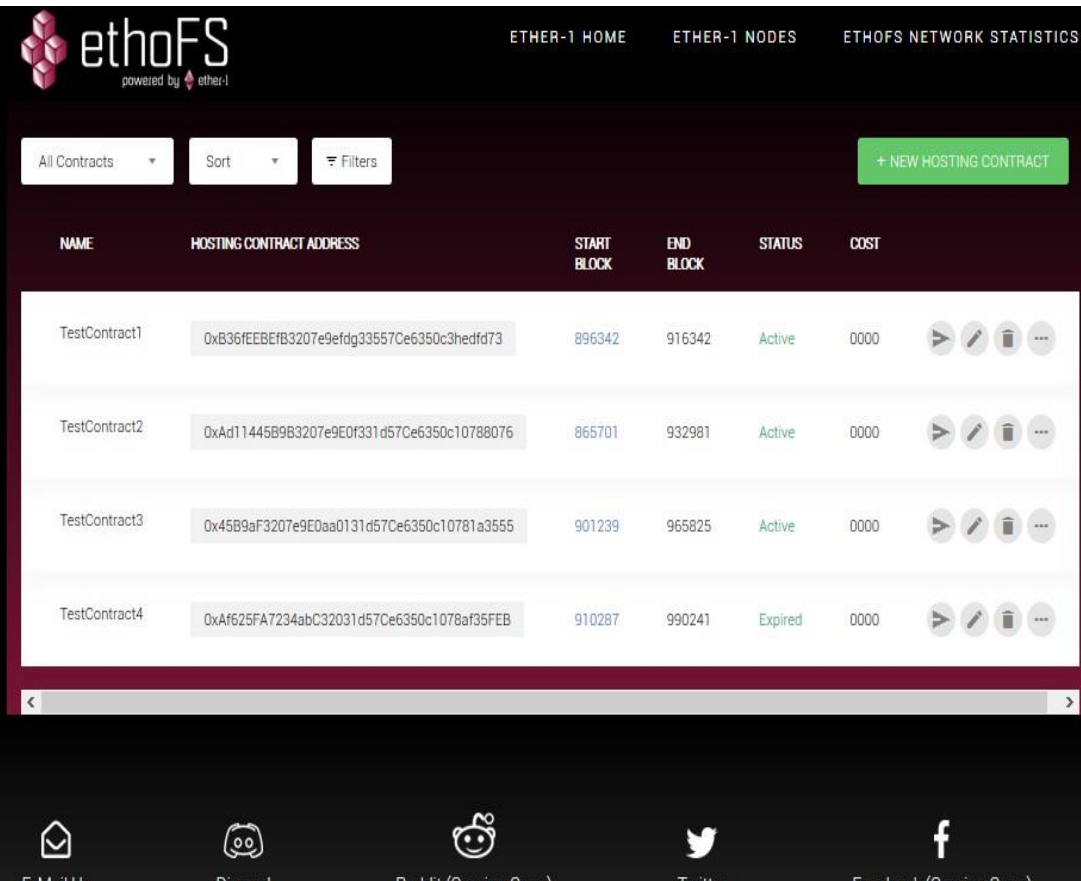 ethoFS
powered by ether-1
ETHER-1 HOME ETHER-1 NODES ETHOFS NETWORK STATISTICS
All Contracts Sort Filters + NEW HOSTING CONTRACT
NAME HOSTING CONTRACT ADDRESS START BLOCK END BLOCK STATUS COST
TestContract1 0xB36fEEBEfB3207e9efdg33557Ce6350c3hedfd73 896342 916342 Active 0000
TestContract2 0xAd11445B9B3207e9E0f331d57Ce6350c10788076 865701 932981 Active 0000
TestContract3 0x45B9aF3207e9E0aa0131d57Ce6350c10781a3555 901239 965825 Active 0000
TestContract4 0xAf625FA7234abC32031d57Ce6350c1078af35FEB 910287 990241 Expired 0000